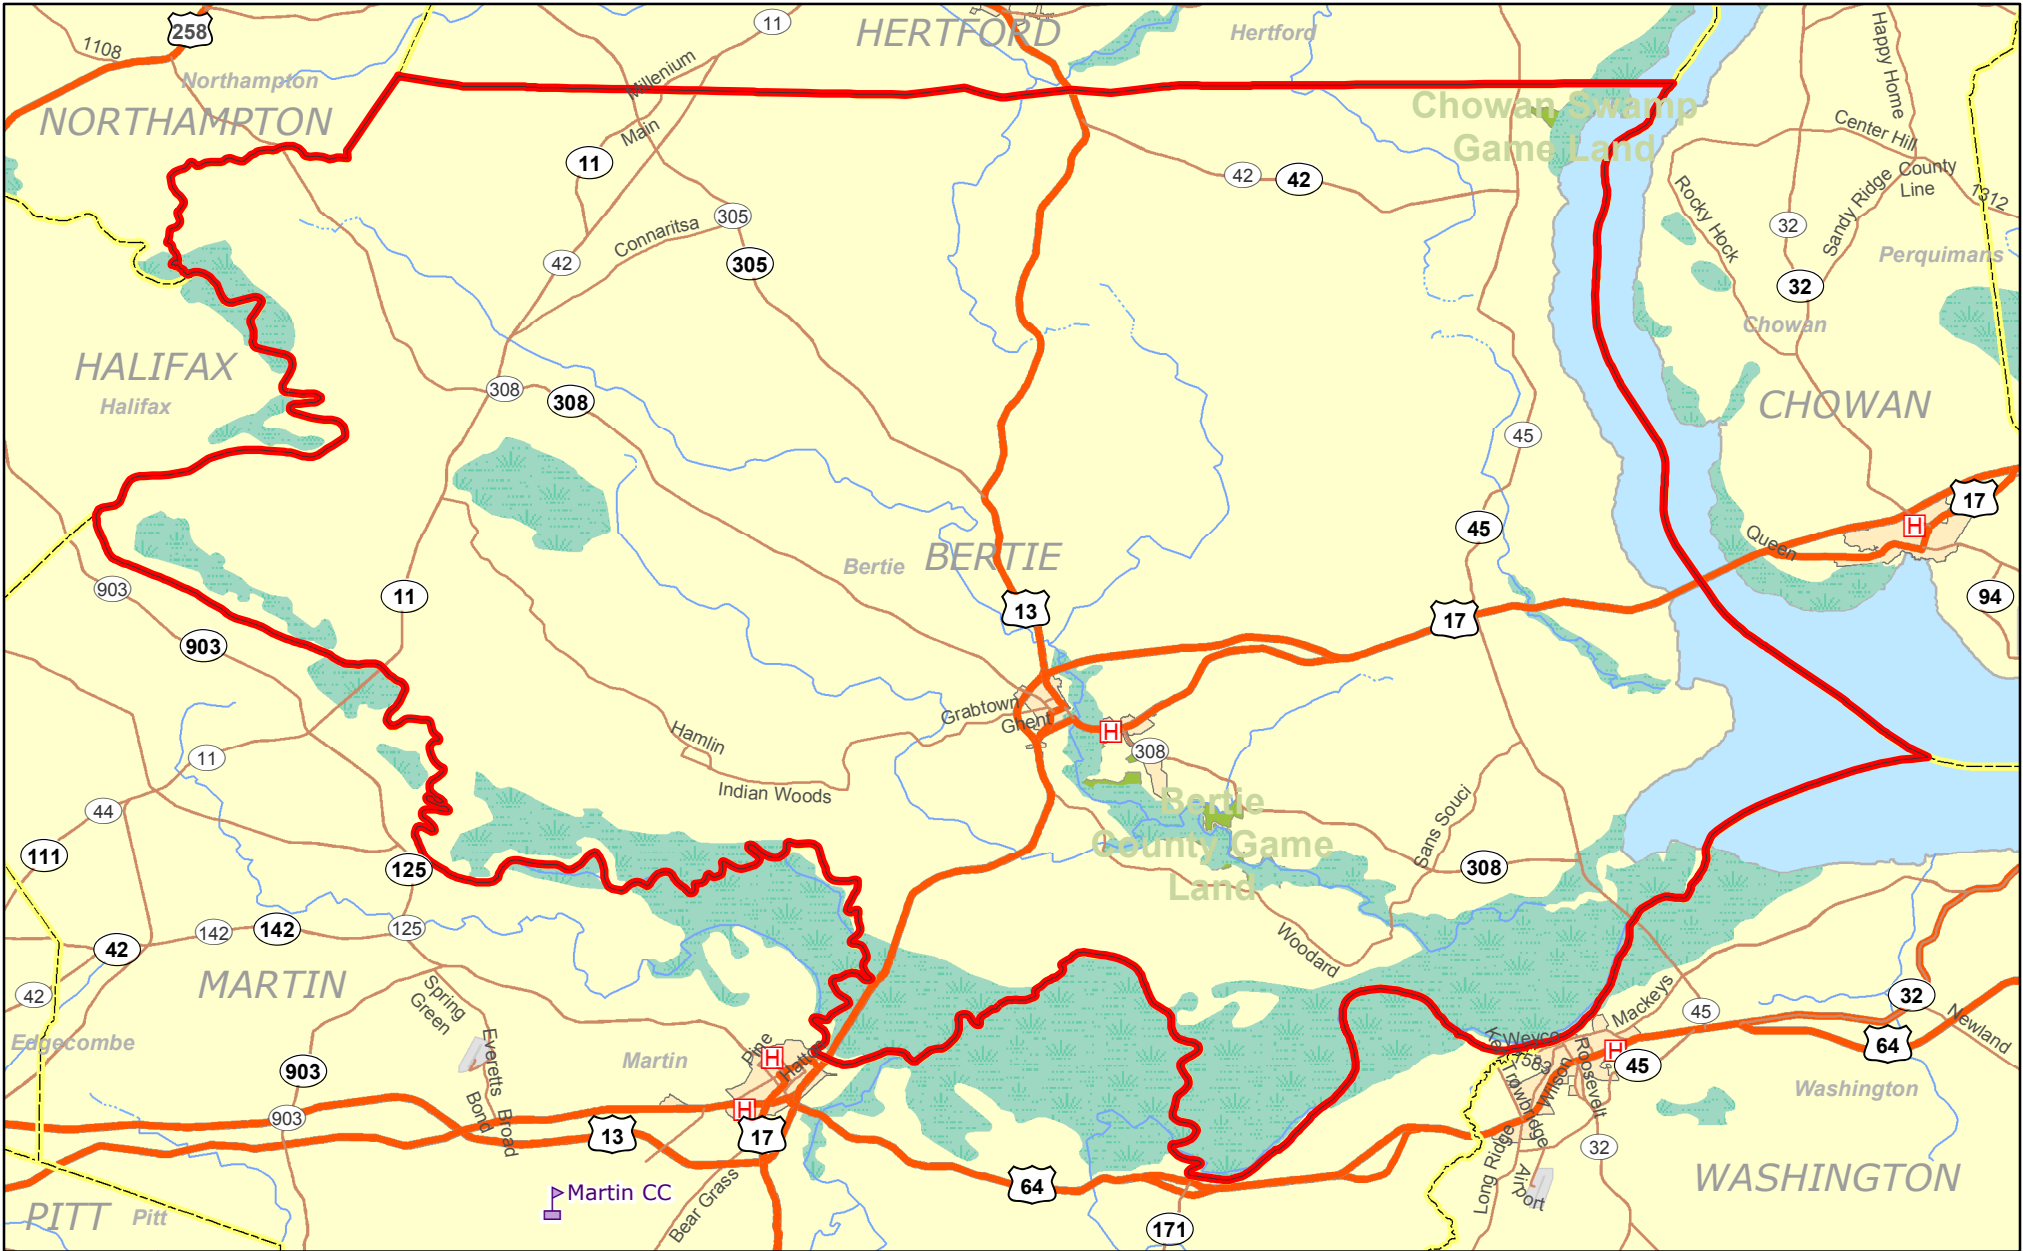 258
1108
Northampton
NORTHAMPTON
11
HERTFORD
Hertford
Millenium
Main
11
Chowan Swamp
Game Land
42
42
Happy Home
Center Hill
County
Line
Sandy Ridge
1312
Rocky Hock
32
32
Perquimans
Chowan
CHOWAN
305
Connaritsa
305
42
HALIFAX
Halifax
308
308
45
45
17
H
Queen
94
Bertie
BERTIE
13
17
903
903
11
Grabtown
Ghent
H
308
Hamlin
Indian Woods
11
44
111
125
Bertie
County Game
Land
Sans Souci
308
Woodard
142
142
125
42
42
MARTIN
Spring
Green
Edgecombe
Everetts
Bond
Broad
Martin
Pine
H
Hatton
903
903
H
13
17
64
Bear Grass
Martin CC
PITT
Pitt
171
Mackeys
45
32
Newland
64
Weyco
H
45
1583
Trowbridge
Wilson
Roosevelt
32
Long Ridge
Airport
Washington
WASHINGTON